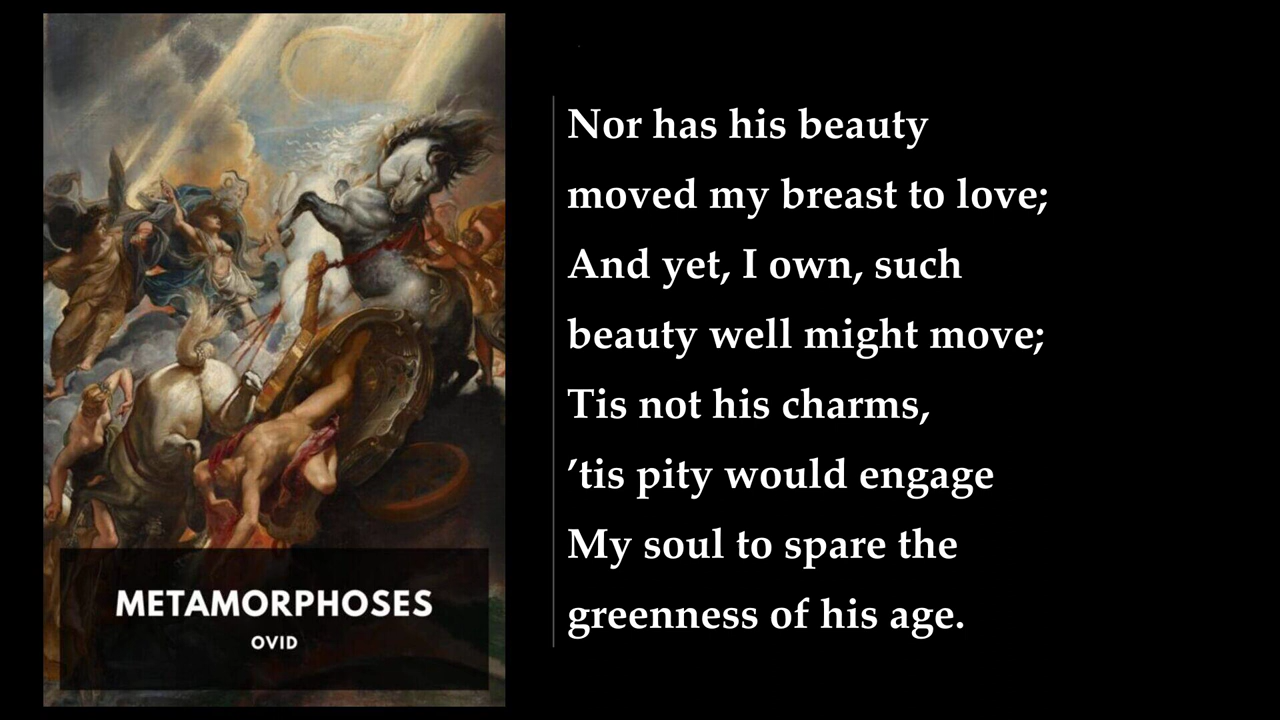 METAMORPHOSES
OVID
Nor has his beauty
moved my breast to love;
And yet, I own, such
beauty well might move;
Tis not his charms,
’tis pity would engage
My soul to spare the
greenness of his age.